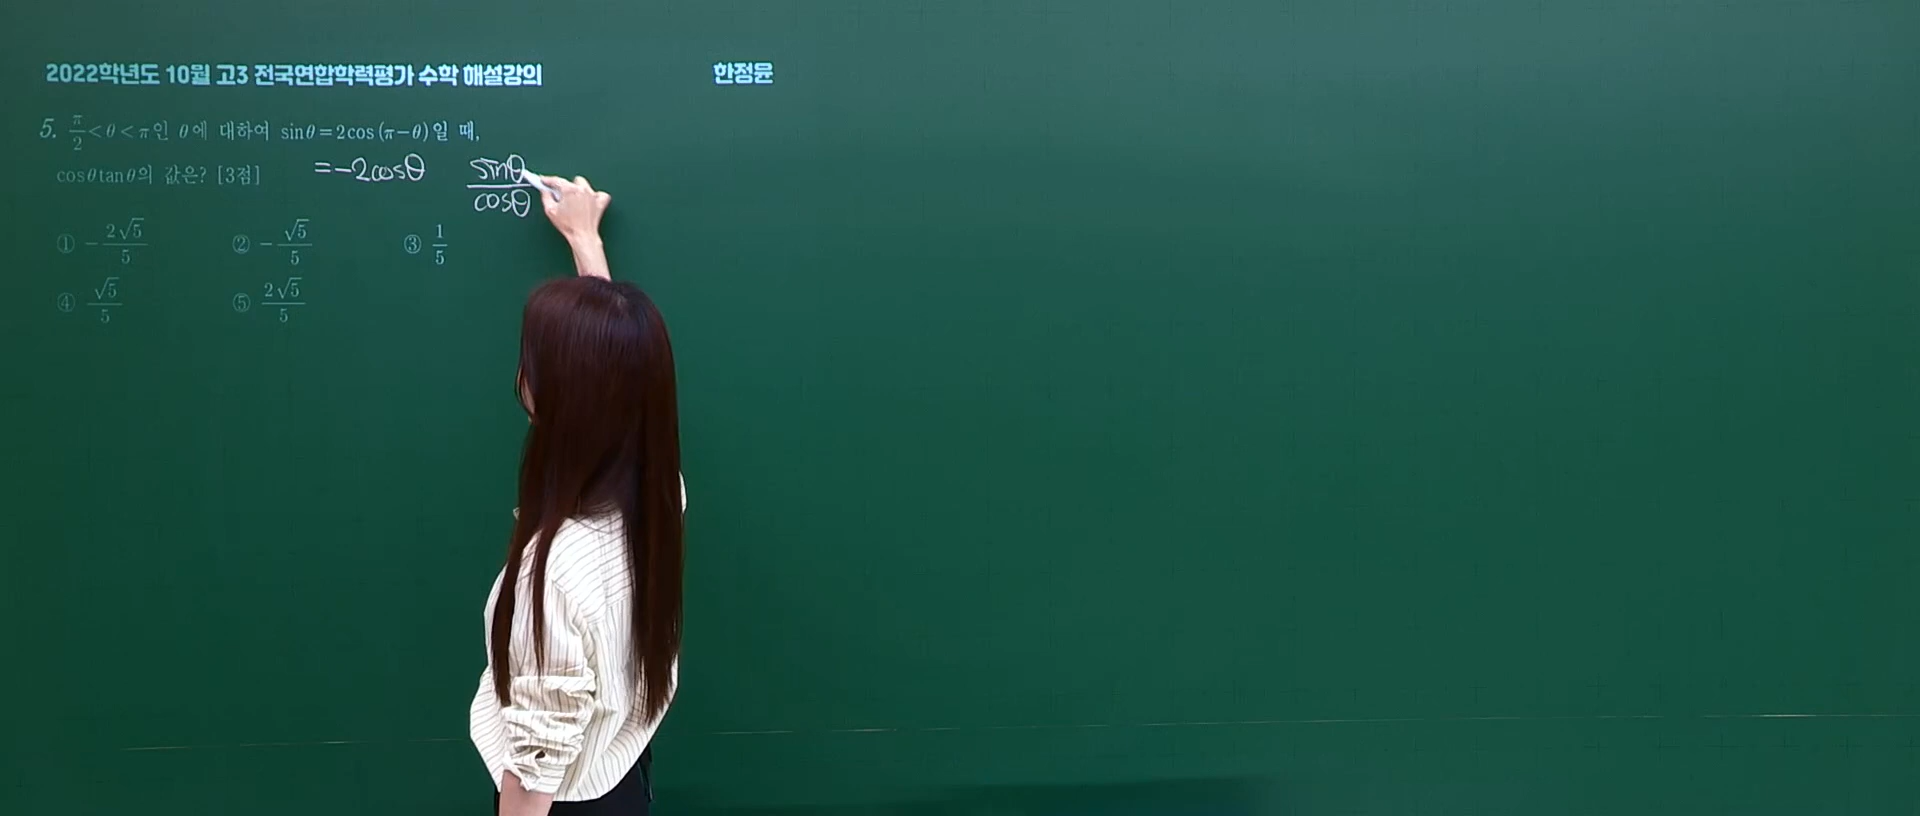 2022학년도 10월 고3 전국연합학력평가 수학 해설강의
한정윤
5. π/2 < θ < π인 θ에 대하여 sinθ=2cos(π-θ)일 때,
cosθtanθ의 값은? [3점]
=-2cosθ
sinθ/cosθ
① -2√5/5 ② -√5/5 ③ 1/5
④ √5/5 ⑤ 2√5/5